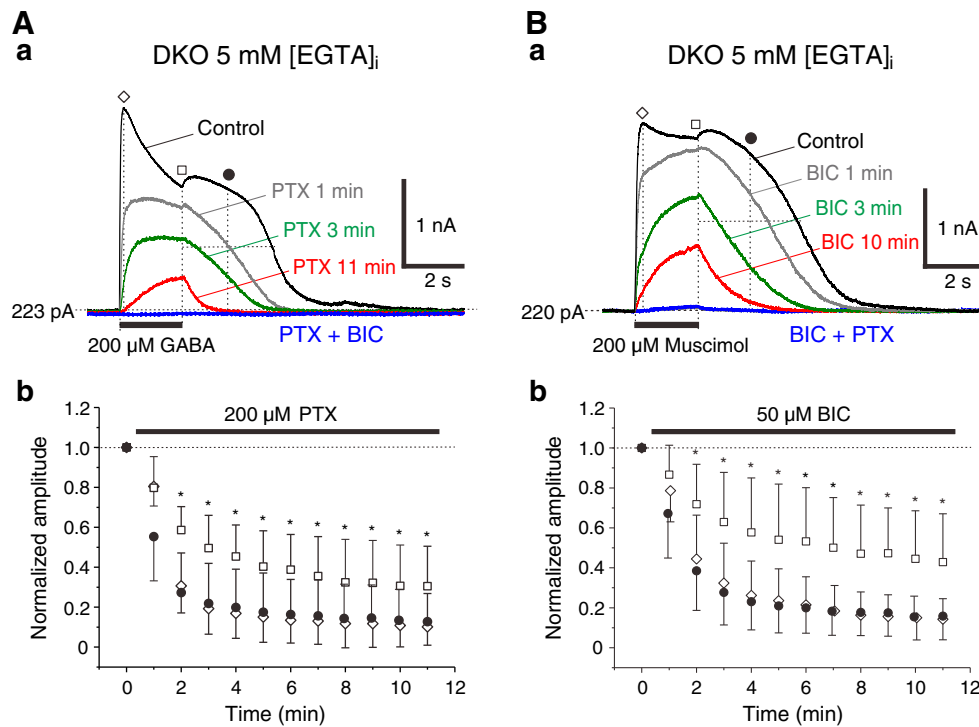 A
a
DKO 5 mM [EGTA]i
Control
PTX 1 min
PTX 3 min
PTX 11 min
1 nA
2 s
223 pA
PTX + BIC
200 µM GABA
b
200 µM PTX
1.2
1.0
0.8
0.6
0.4
0.2
0
* * * * * * * * * *
Normalized amplitude
0 2 4 6 8 10 12
Time (min)
B
a
DKO 5 mM [EGTA]i
Control
BIC 1 min
BIC 3 min
BIC 10 min
1 nA
2 s
220 pA
BIC + PTX
200 µM Muscimol
b
50 µM BIC
1.2
1.0
0.8
0.6
0.4
0.2
0
* * * * * * * * * *
Normalized amplitude
0 2 4 6 8 10 12
Time (min)